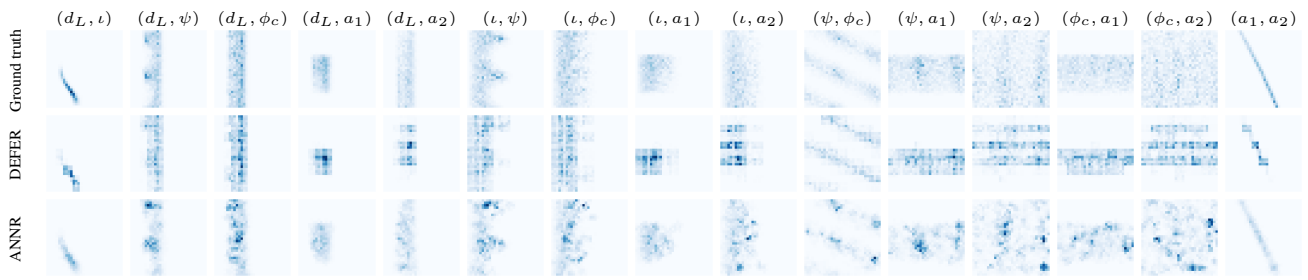 (d_L, ι) (d_L, ψ) (d_L, ϕ_c) (d_L, a_1) (d_L, a_2) (ι, ψ) (ι, ϕ_c) (ι, a_1) (ι, a_2) (ψ, ϕ_c) (ψ, a_1) (ψ, a_2) (ϕ_c, a_1) (ϕ_c, a_2) (a_1, a_2)
Ground truth
DEFER
ANNR